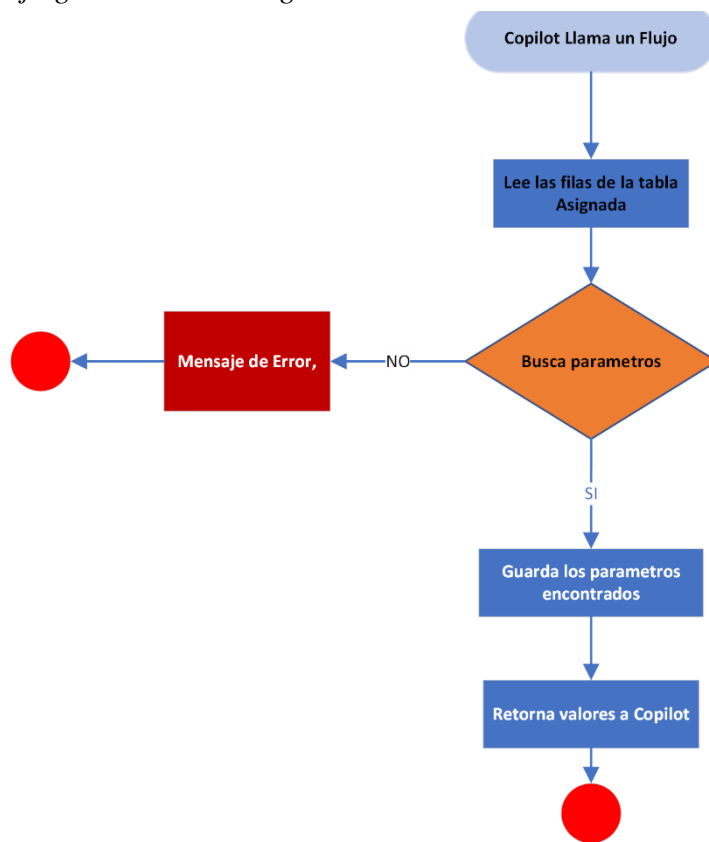 Copilot Llama un Flujo
Lee las filas de la tabla
Asignada
Busca parametros
NO
Mensaje de Error,
SI
Guarda los parametros
encontrados
Retorna valores a Copilot